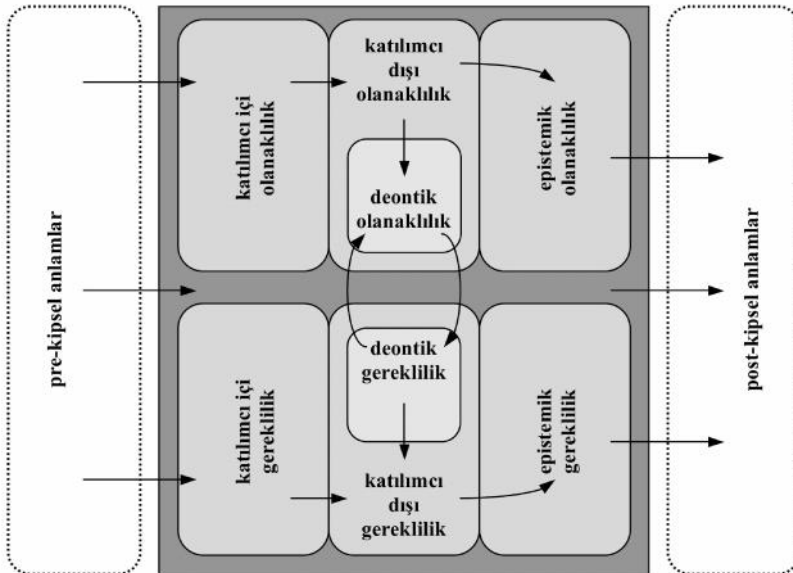 pre-kipsel anlamlar
katılımcı içi
olanaklılık
katılımcı
dışı
olanaklılık
deontik
olanaklılık
epistemik
olanaklılık
katılımcı içi
gereklilik
deontik
gereklilik
katılımcı
dışı
gereklilik
epistemik
gereklilik
post-kipsel anlamlar